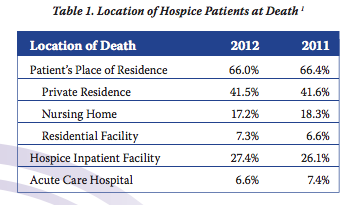 Table 1. Location of Hospice Patients at Death 1
Location of Death 2012 2011
Patient's Place of Residence 66.0% 66.4%
Private Residence 41.5% 41.6%
Nursing Home 17.2% 18.3%
Residential Facility 7.3% 6.6%
Hospice Inpatient Facility 27.4% 26.1%
Acute Care Hospital 6.6% 7.4%